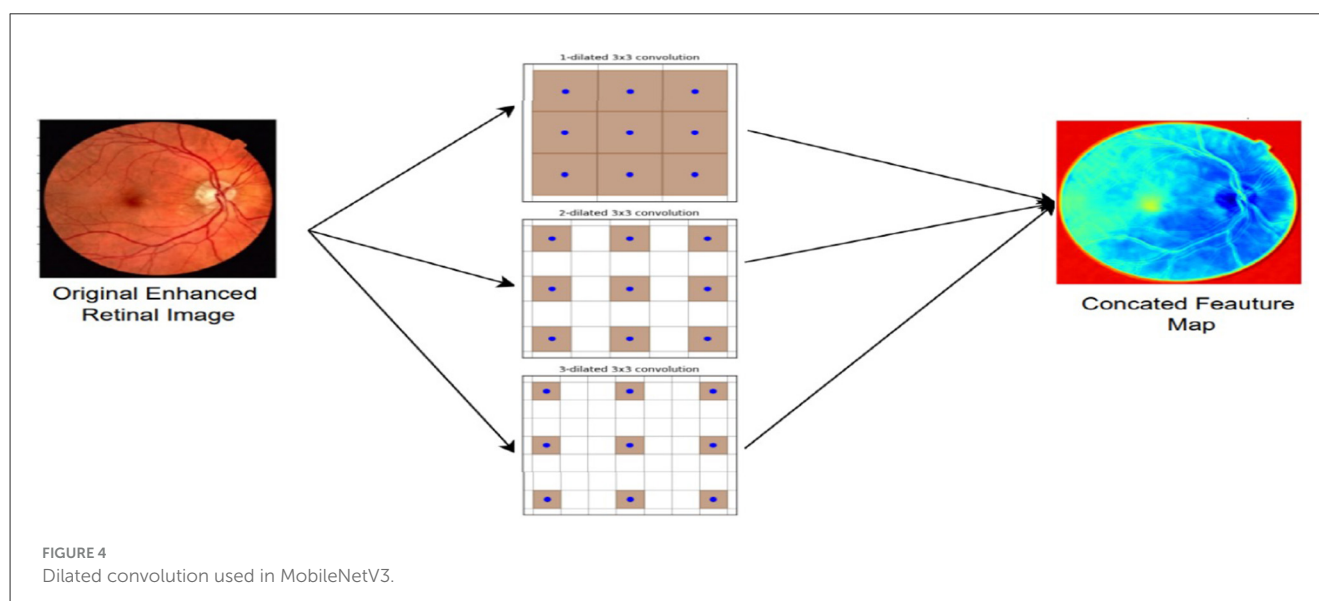 1-dilated 3x3 convolution
Original Enhanced
Retinal Image
2-dilated 3x3 convolution
3-dilated 3x3 convolution
Concated Feauture
Map
FIGURE 4
Dilated convolution used in MobileNetV3.